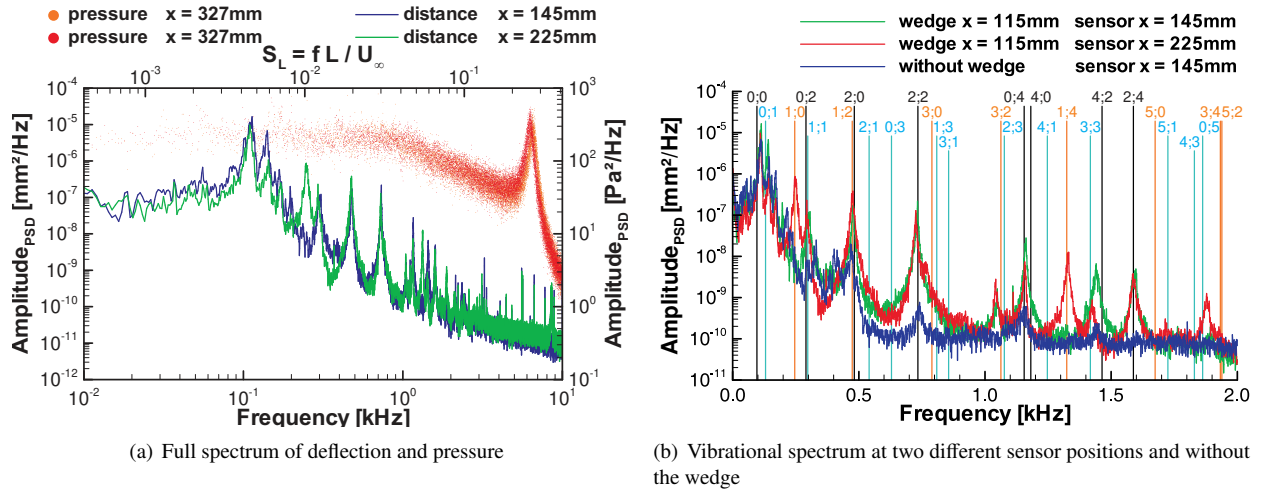 pressure x = 327mm
distance x = 145mm
pressure x = 327mm
distance x = 225mm
S_L = f L / U_∞
10^-3 10^-2 10^-1
10^-4
10^-5
10^-6
10^-7
10^-8
10^-9
10^-10
10^-11
10^-12
Amplitude_PSD [mm²/Hz]
10^3
10^2
10^1
10^0
10^-1
Amplitude_PSD [Pa²/Hz]
10^-2 10^-1 10^0 10^1
Frequency [kHz]
(a) Full spectrum of deflection and pressure
wedge x = 115mm sensor x = 145mm
wedge x = 115mm sensor x = 225mm
without wedge sensor x = 145mm
0;0 0;2 2;0 2;2 0;4 4;0 4;2 2;4
0;1 1;0 1;2 3;0 3;2 1;4 5;0 3;4 5;2
1;1 2;1 0;3 1;3 2;3 4;1 3;3 5;1 0;5
3;1 4;3
10^-4
10^-5
10^-6
10^-7
10^-8
10^-9
10^-10
10^-11
Amplitude_PSD [mm²/Hz]
0.0 0.5 1.0 1.5 2.0
Frequency [kHz]
(b) Vibrational spectrum at two different sensor positions and without
the wedge